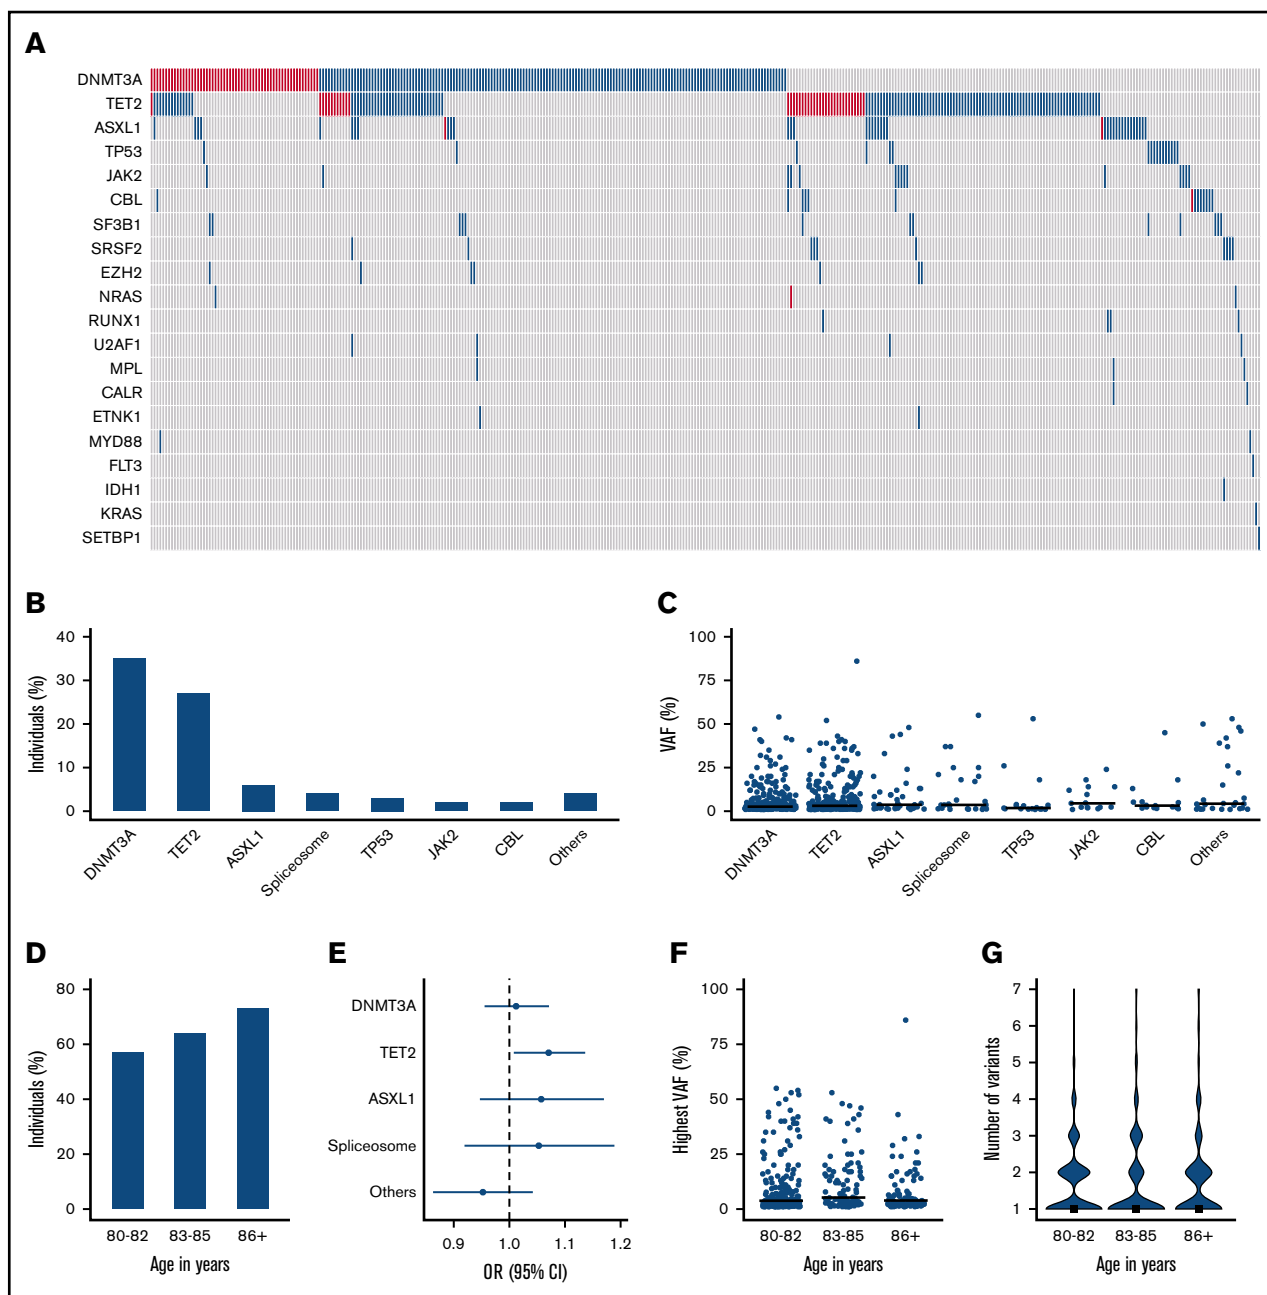 A
DNMT3A
TET2
ASXL1
TP53
JAK2
CBL
SF3B1
SRSF2
EZH2
NRAS
RUNX1
U2AF1
MPL
CALR
ETNK1
MYD88
FLT3
IDH1
KRAS
SETBP1
B
Individuals (%)
40
30
20
10
0
DNMT3A
TET2
ASXL1
Spliceosome
TP53
JAK2
CBL
Others
C
VAF (%)
100
75
50
25
0
DNMT3A
TET2
ASXL1
Spliceosome
TP53
JAK2
CBL
Others
D
Individuals (%)
80
60
40
20
0
80-82 83-85 86+
Age in years
E
DNMT3A
TET2
ASXL1
Spliceosome
Others
0.9 1.0 1.1 1.2
OR (95% CI)
F
Highest VAF (%)
100
75
50
25
0
80-82 83-85 86+
Age in years
G
Number of variants
7
6
5
4
3
2
1
80-82 83-85 86+
Age in years